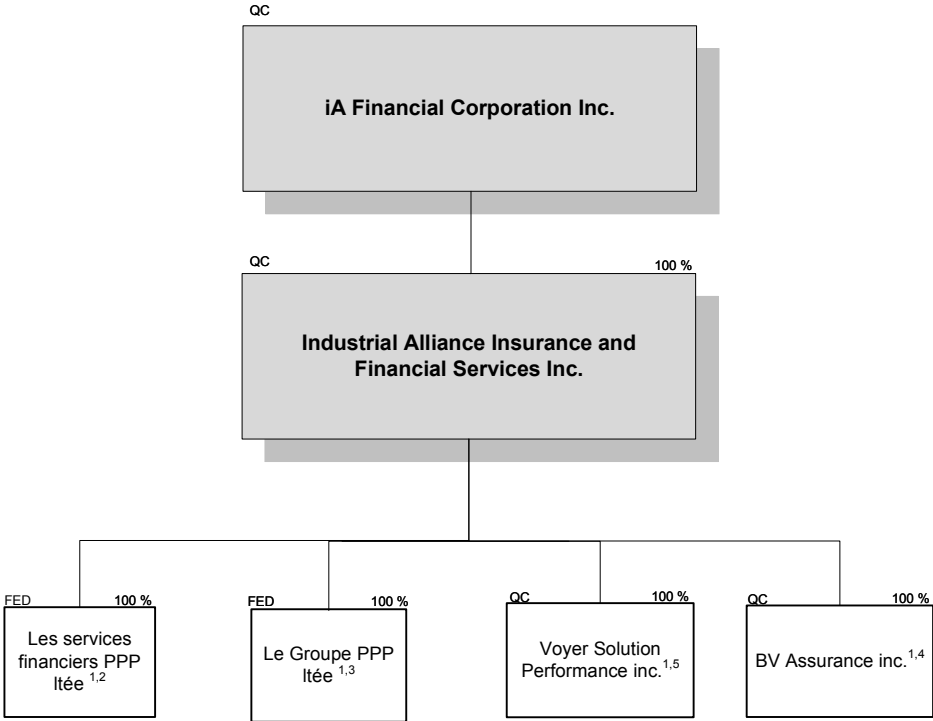 QC
iA Financial Corporation Inc.
QC 100 %
Industrial Alliance Insurance and
Financial Services Inc.
FED 100 %
Les services
financiers PPP
ltée 1,2
FED 100 %
Le Groupe PPP
ltée 1,3
QC 100 %
Voyer Solution
Performance inc.1,5
QC 100 %
BV Assurance inc.1,4